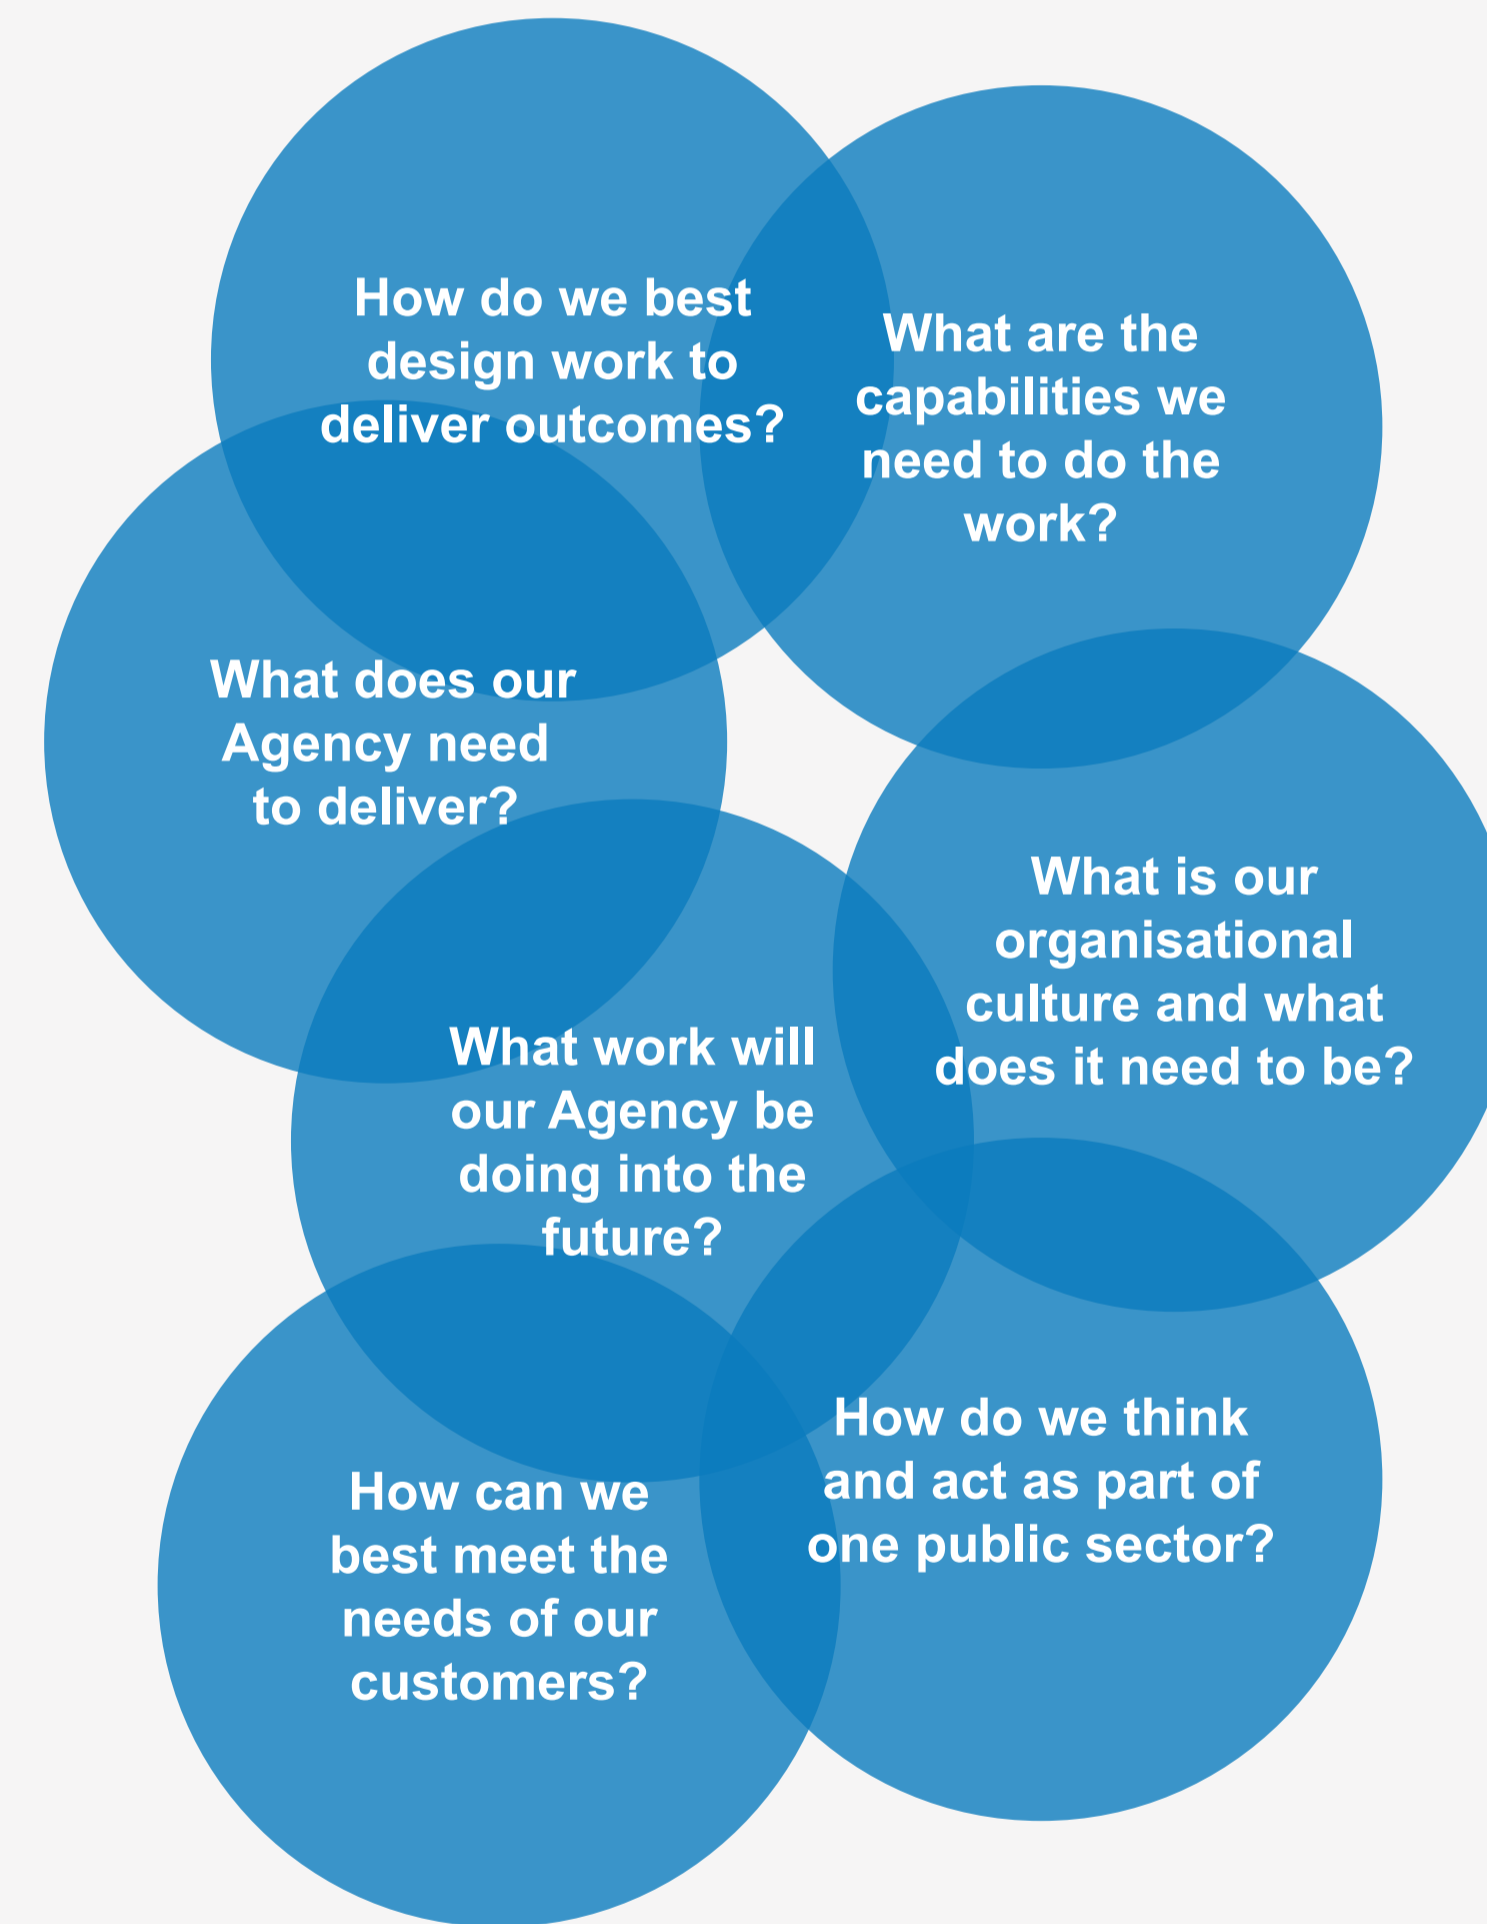 How do we best
design work to
deliver outcomes?
What are the
capabilities we
need to do the
work?
What does our
Agency need
to deliver?
What is our
organisational
culture and what
does it need to be?
What work will
our Agency be
doing into the
future?
How do we think
and act as part of
one public sector?
How can we
best meet the
needs of our
customers?